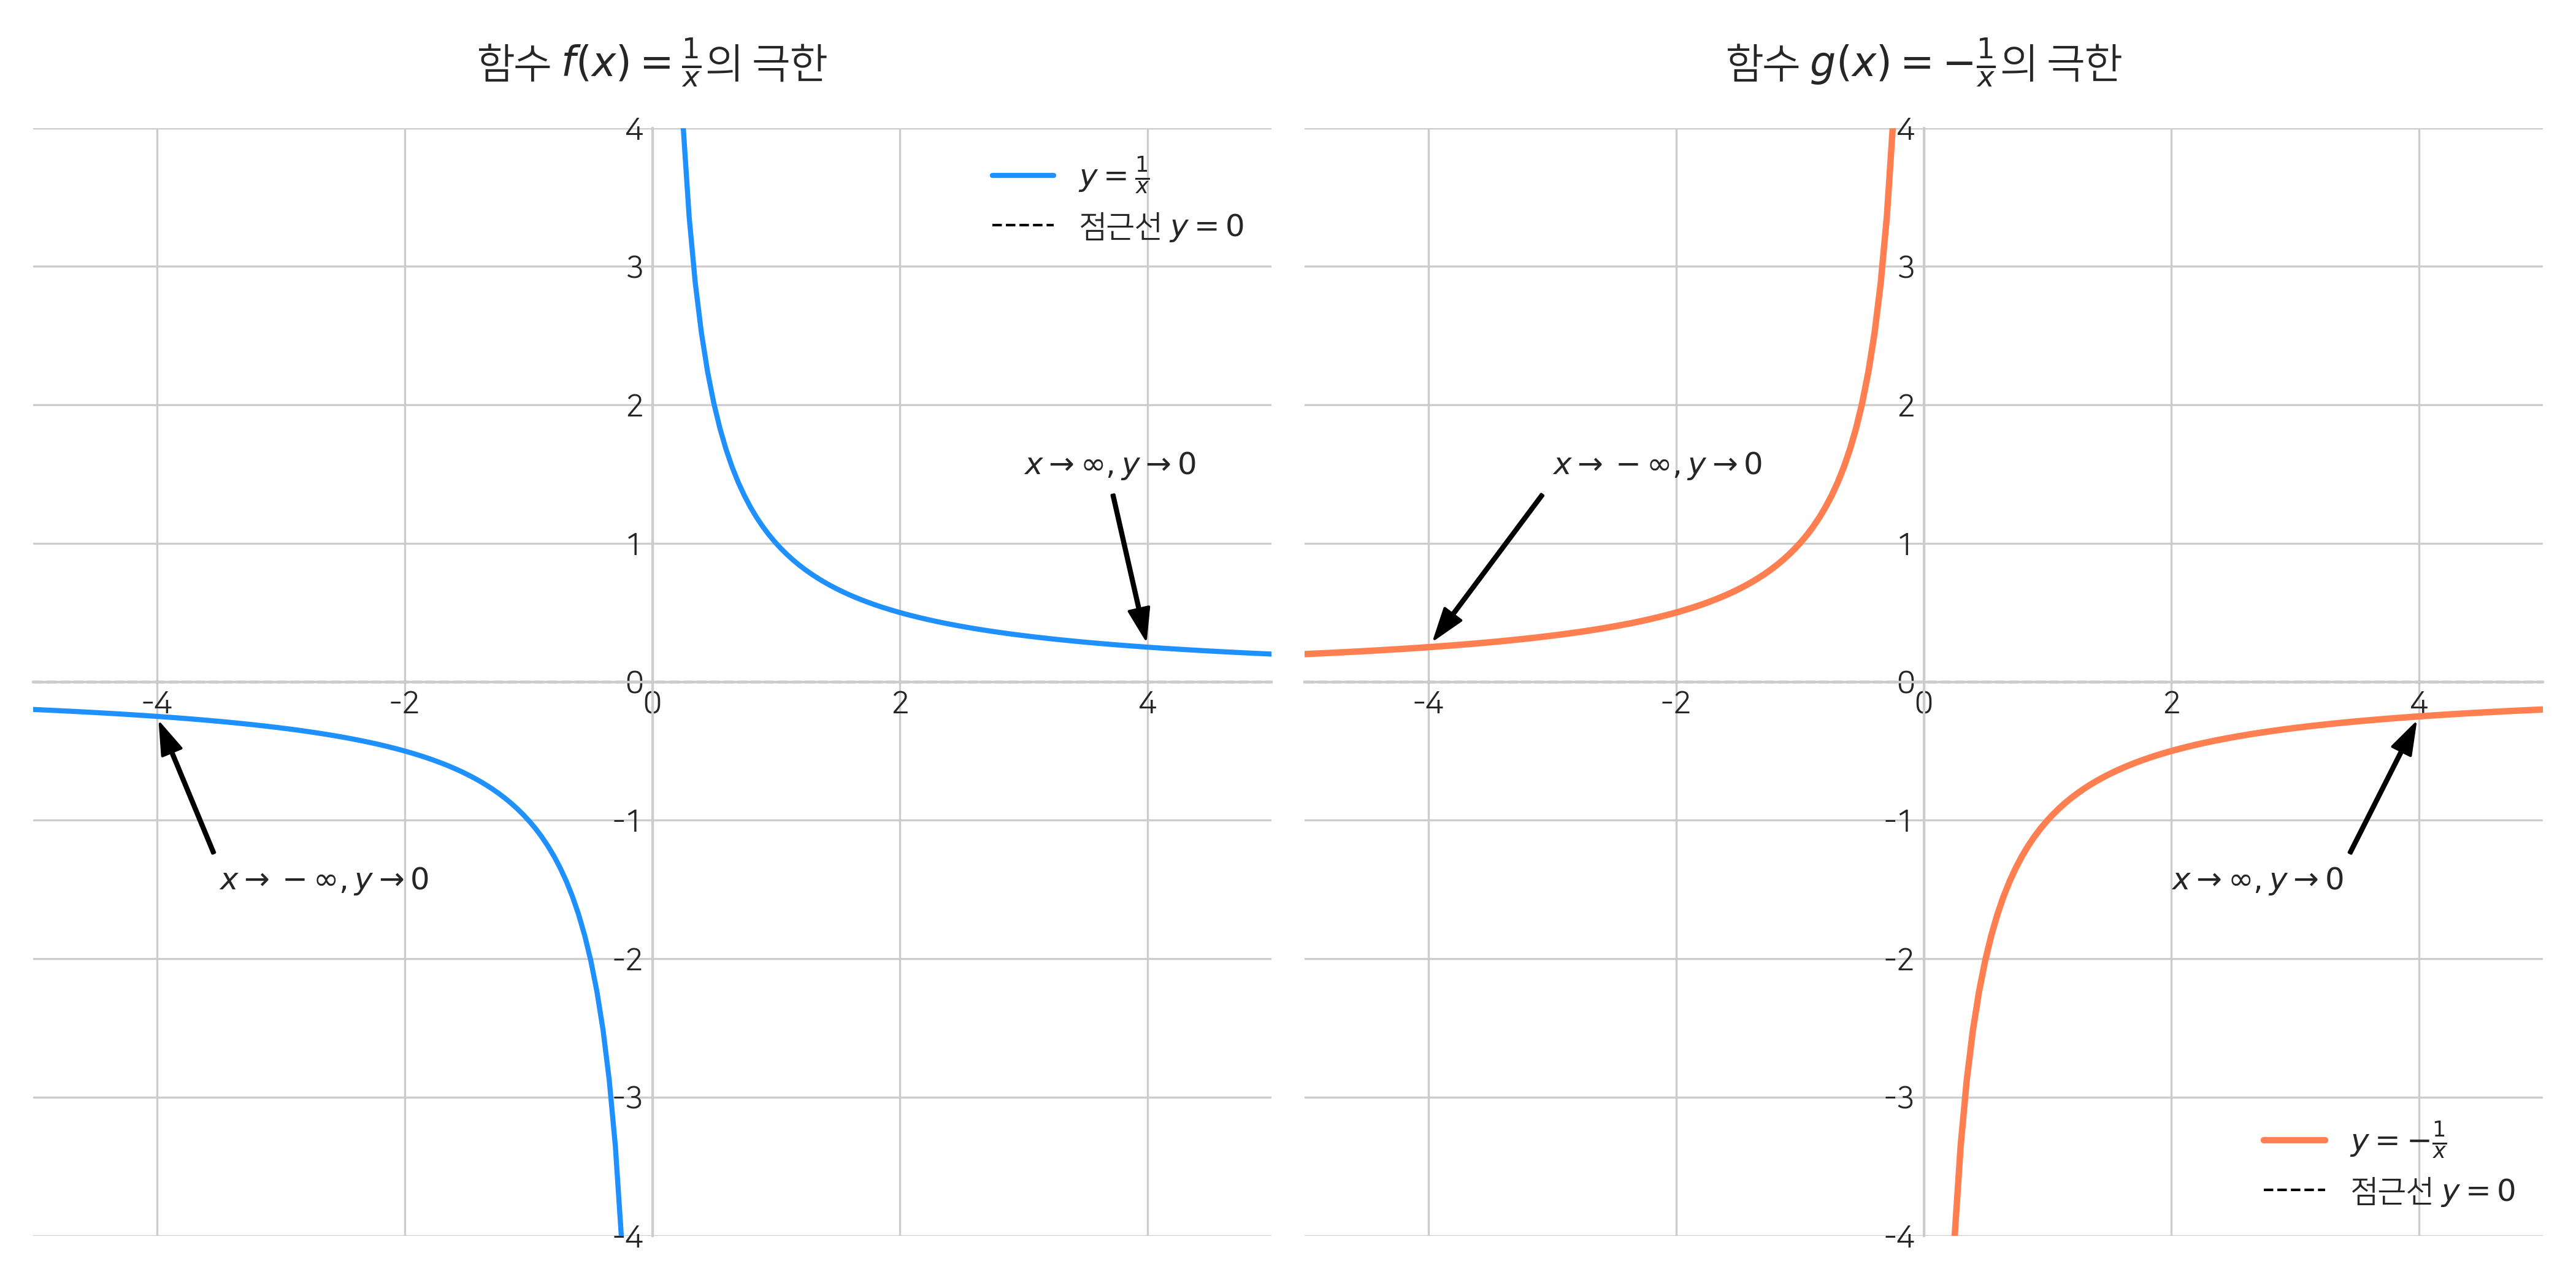 함수 f(x) = 1/x의 극한
4
y = 1/x
점근선 y = 0
3
2
x → ∞, y → 0
1
0
-4 -2 0 2 4
-1
x → − ∞, y → 0
-2
-3
-4
함수 g(x) = −1/x의 극한
4
3
2
x → − ∞, y → 0
1
0
-4 -2 0 2 4
-1
x → ∞, y → 0
-2
-3
y = −1/x
점근선 y = 0
-4